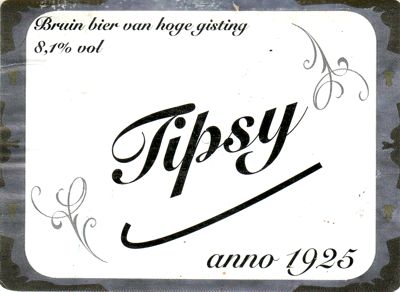 Bruin bier van hoge gisting
8,1% vol
Tipsy
anno 1925